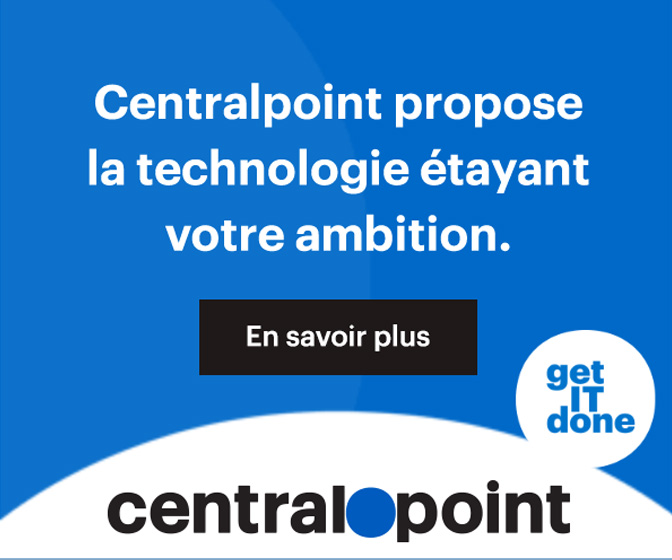 Centralpoint propose
la technologie étayant
votre ambition.
En savoir plus
get
IT
done
centralpoint